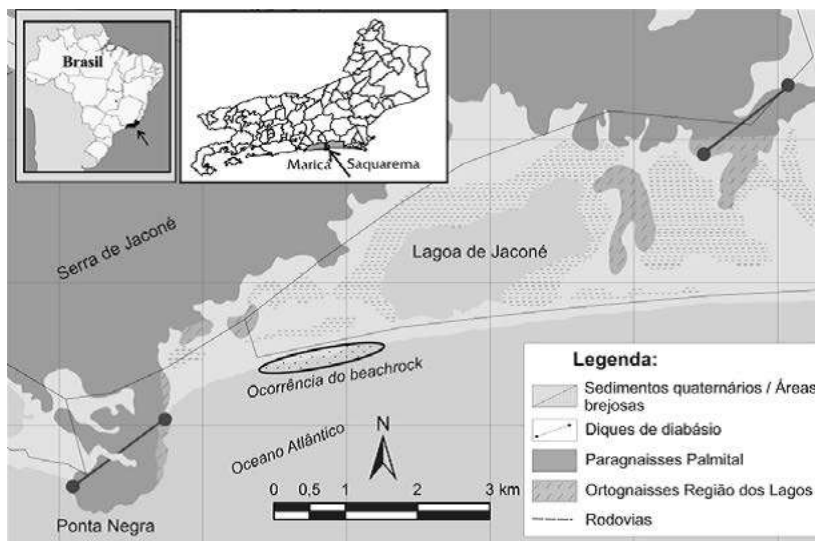 Brasil
Marica Saquarema
Serra de Jaconé
Lagoa de Jaconé
Ocorrência do beachrock
Oceano Atlântico
Ponta Negra
N
0 0,5 1 2 3 km
Legenda:
Sedimentos quaternários / Áreas
brejosas
Diques de diabásio
Paragnaisses Palmital
Ortognaisses Região dos Lagos
Rodovias